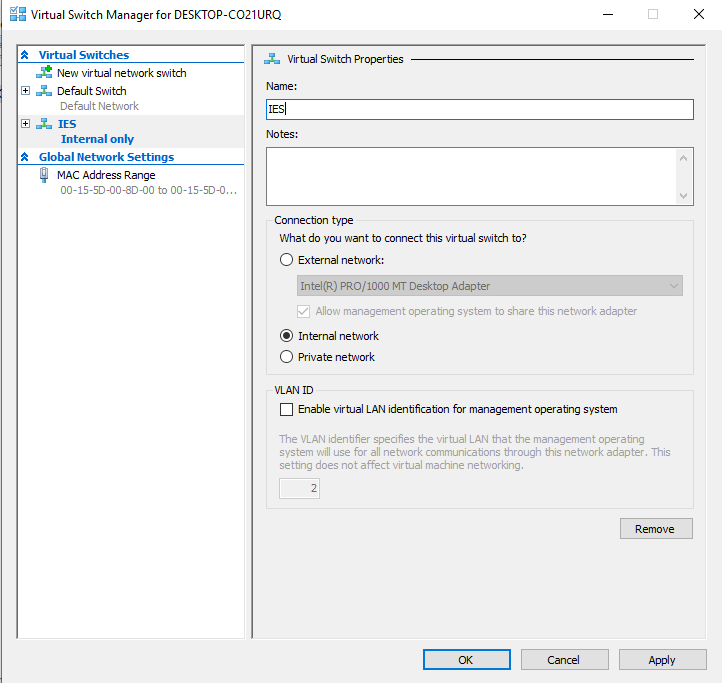 Virtual Switch Manager for DESKTOP-CO21URQ
Virtual Switches
New virtual network switch
Default Switch
Default Network
IES
Internal only
Global Network Settings
MAC Address Range
00-15-5D-00-8D-00 to 00-15-5D-0...
Virtual Switch Properties
Name:
IES
Notes:
Connection type
What do you want to connect this virtual switch to?
External network:
Intel(R) PRO/1000 MT Desktop Adapter
Allow management operating system to share this network adapter
Internal network
Private network
VLAN ID
Enable virtual LAN identification for management operating system
The VLAN identifier specifies the virtual LAN that the management operating
system will use for all network communications through this network adapter. This
setting does not affect virtual machine networking.
2
Remove
OK
Cancel
Apply